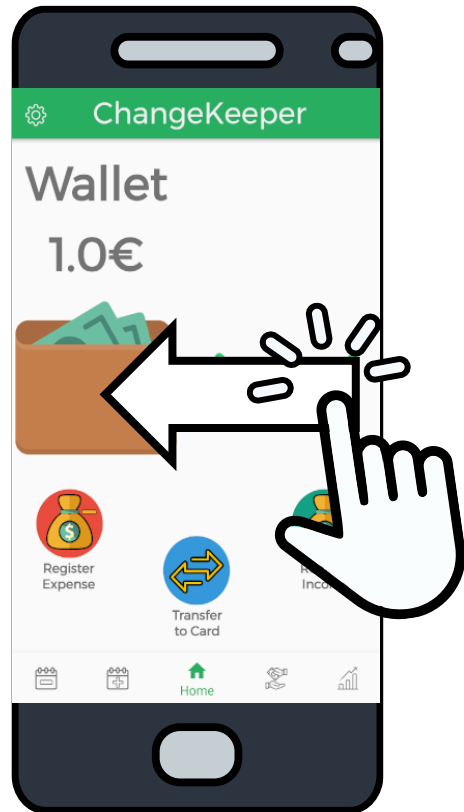 ChangeKeeper
Wallet
1.0€
Register
Expense
Transfer
to Card
Home